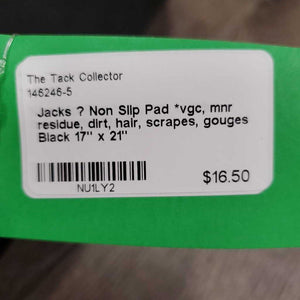 The Tack Collector
146246-5
Jacks ? Non Slip Pad *vgc, mnr
residue, dirt, hair, scrapes, gouges
Black 17" x 21"
NU1LY2
$16.50